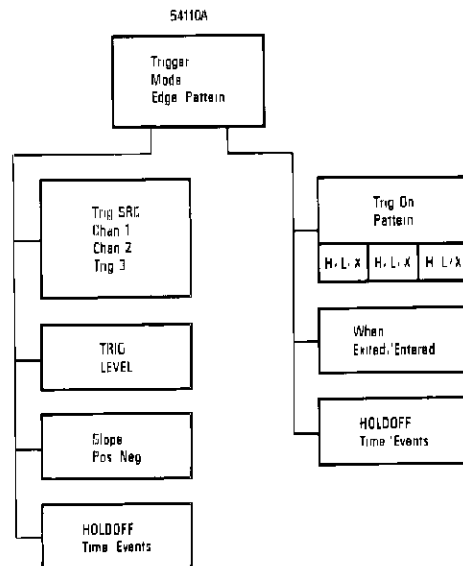 54110A
Trigger
Mode
Edge Pattern
Trig SRC
Chan 1
Chan 2
Trig 3
TRIG
LEVEL
Slope
Pos Neg
HOLDOFF
Time Events
Trig On
Pattern
H/L/X H/L/X H/L/X
When
Exited/Entered
HOLDOFF
Time/Events